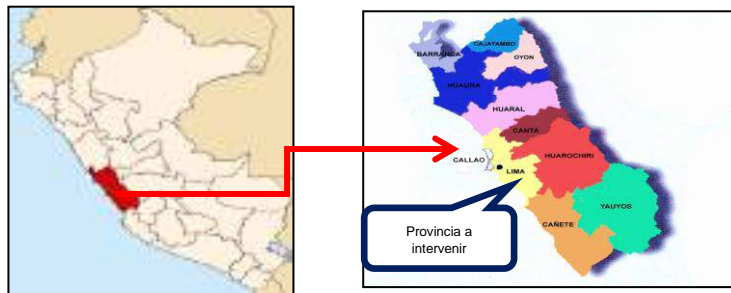 CAJATAMBO
BARRANCA
OYON
HUAURA
HUARAL
CANTA
CALLAO
HUAROCHIRI
LIMA
YAUYOS
CAÑETE
Provincia a
intervenir